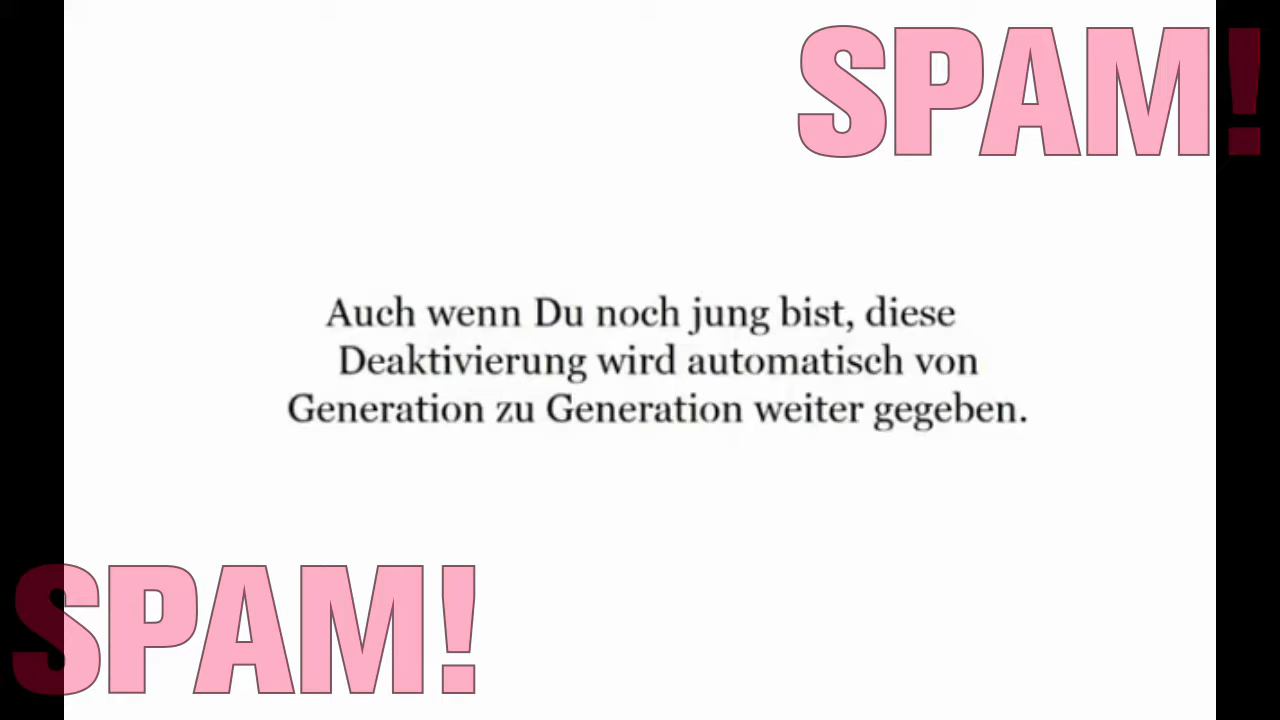 SPAM!
Auch wenn Du noch jung bist, diese
Deaktivierung wird automatisch von
Generation zu Generation weiter gegeben.
SPAM!